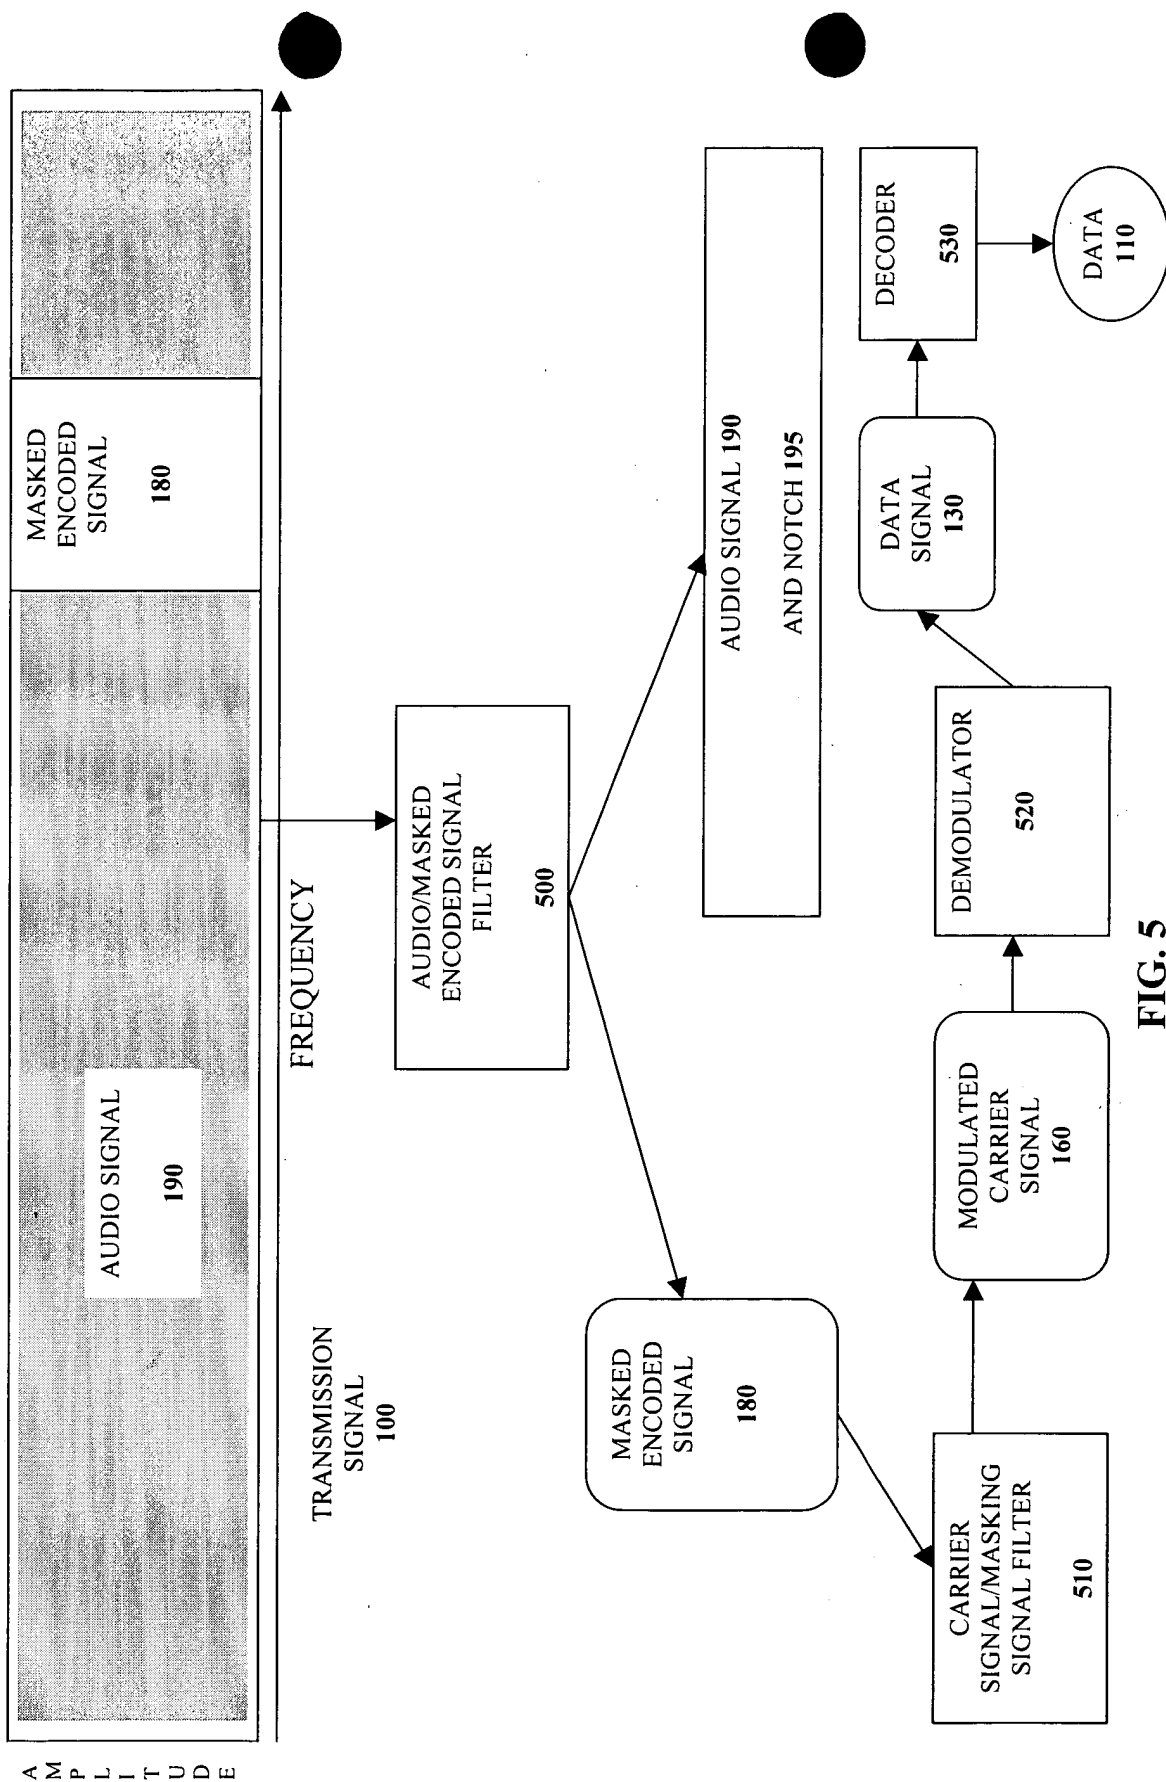 A
M
P
L
I
T
U
D
E
AUDIO SIGNAL
190
MASKED
ENCODED
SIGNAL
180
FREQUENCY
TRANSMISSION
SIGNAL
100
AUDIO/MASKED
ENCODED SIGNAL
FILTER
500
MASKED
ENCODED
SIGNAL
180
AUDIO SIGNAL 190
AND NOTCH 195
CARRIER
SIGNAL/MASKING
SIGNAL FILTER
510
MODULATED
CARRIER
SIGNAL
160
DEMODULATOR
520
DATA
SIGNAL
130
DECODER
530
DATA
110
FIG. 5